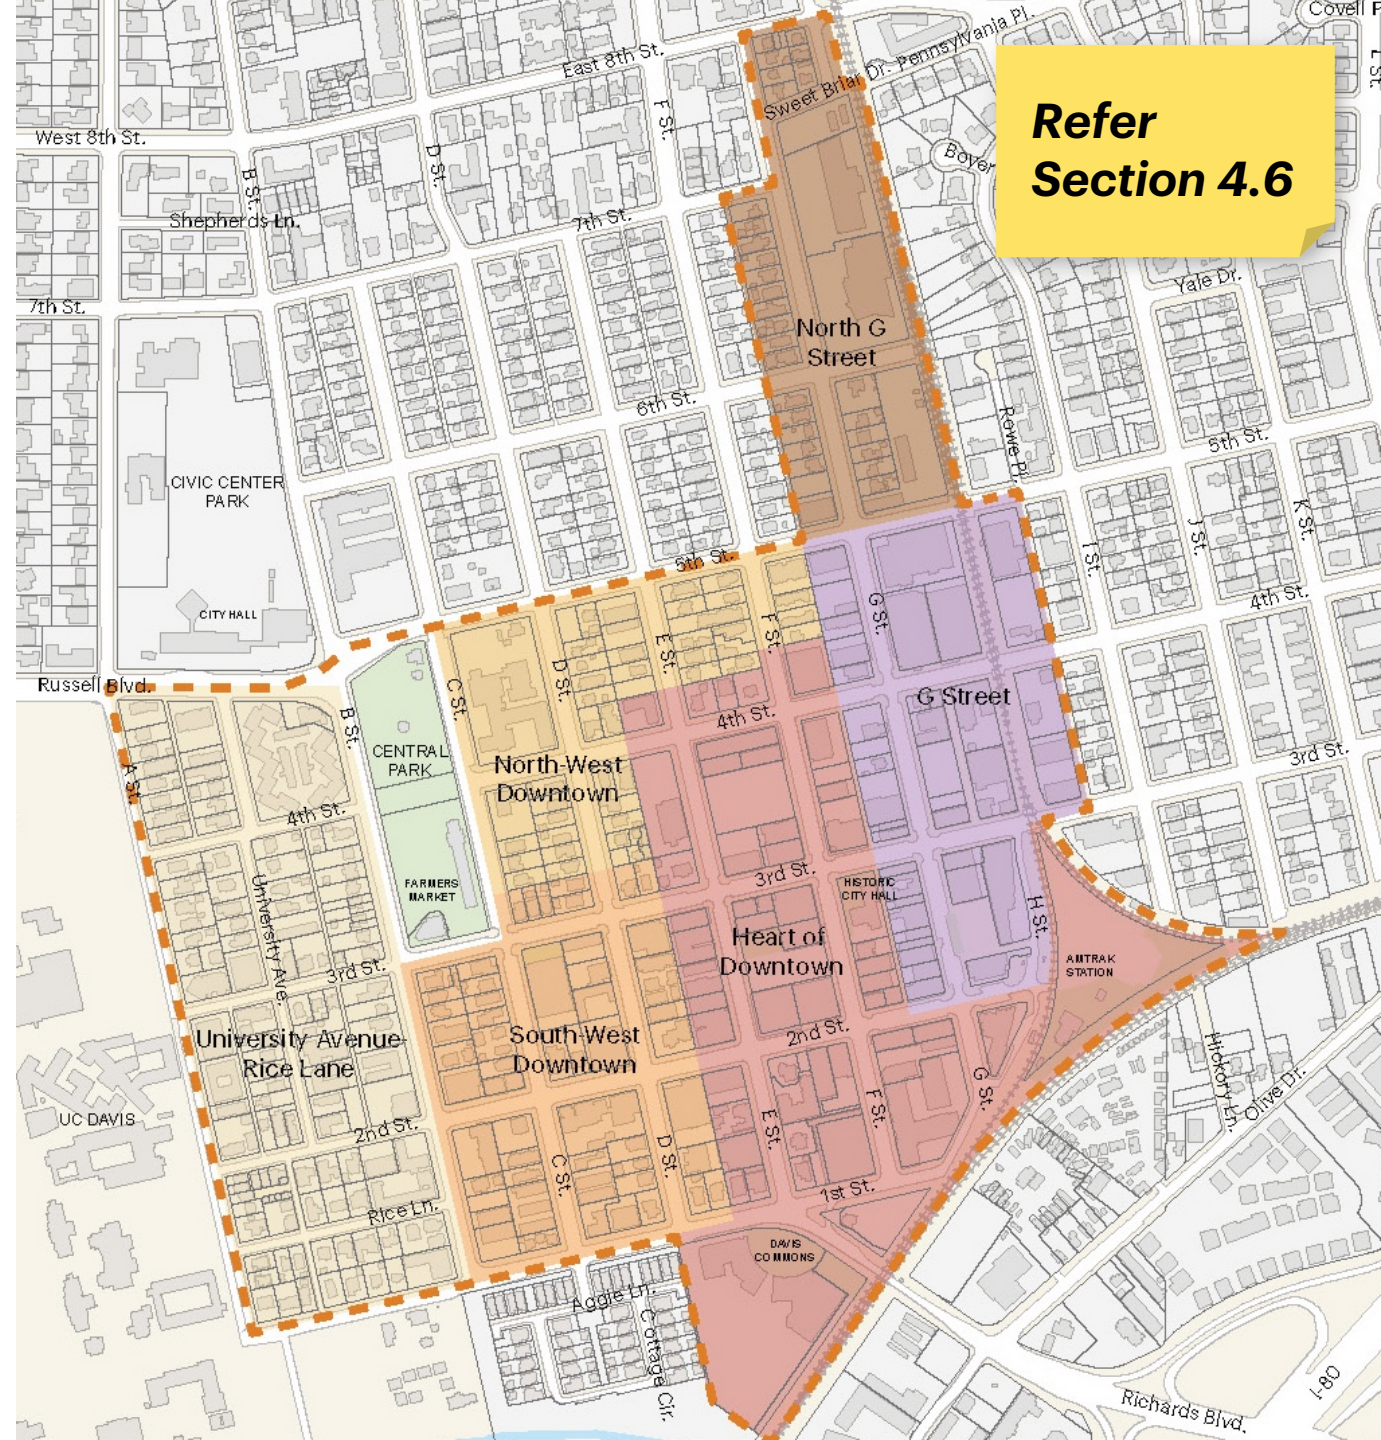 Covell P
L St.
East 8th St.
Sweet Briar Dr.
Pennsylvania Pl.
Refer
Section 4.6
West 8th St.
F St.
B St.
D St.
Boyer
Shepherds Ln.
7th St.
7th St.
Yale Dr.
North G
Street
6th St.
Rowe Pl.
5th St.
CIVIC CENTER
PARK
K St.
J St.
I St.
5th St.
4th St.
CITY HALL
G St.
F St.
E St.
D St.
C St.
B St.
Russell Blvd.
G Street
4th St.
3rd St.
CENTRAL
PARK
North-West
Downtown
A St.
4th St.
3rd St.
FARMERS
MARKET
HISTORIC
CITY HALL
University Ave.
H St.
Heart of
Downtown
3rd St.
AMTRAK
STATION
University Avenue-
Rice Lane
South-West
Downtown
2nd St.
Hickory Ln.
Olive Dr.
UC DAVIS
2nd St.
C St.
D St.
E St.
F St.
G St.
1st St.
Rice Ln.
DAVIS
COMMONS
Aggie Ln.
Cottage Cir.
Richards Blvd.
I-80